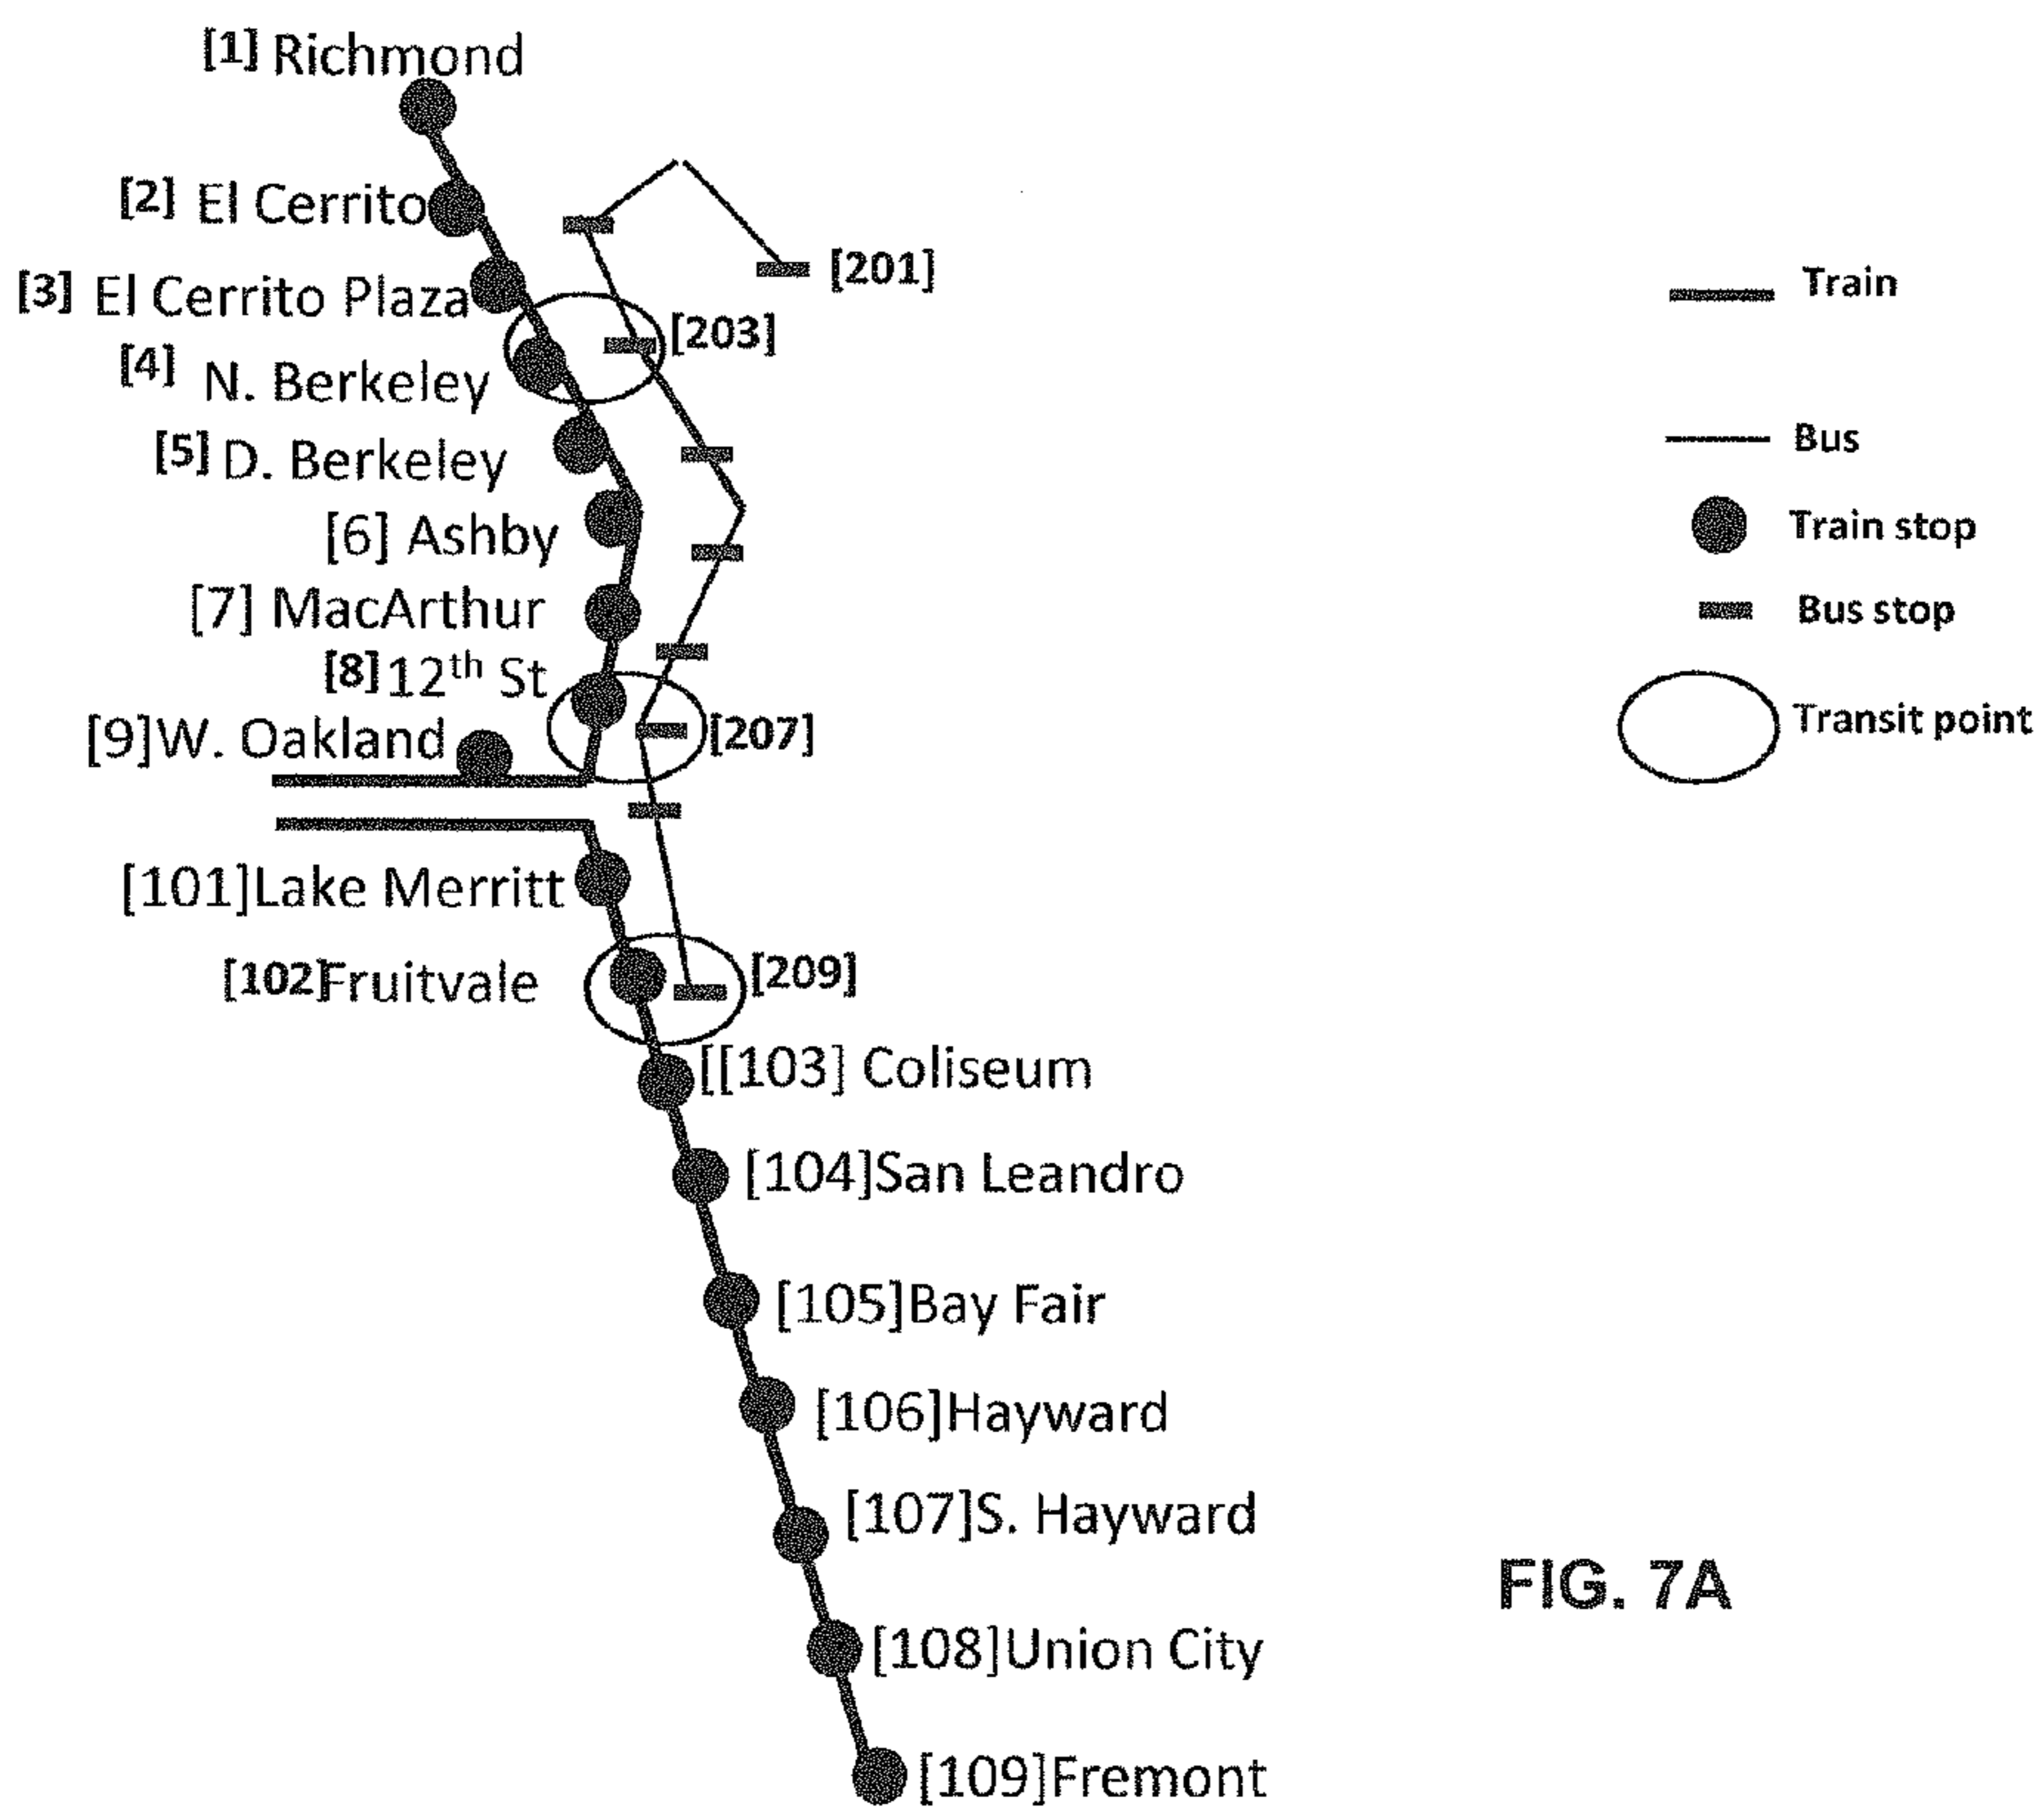 [1] Richmond
[2] El Cerrito
[201]
[3] El Cerrito Plaza
[203]
[4] N. Berkeley
[5] D. Berkeley
[6] Ashby
[7] MacArthur
[8] 12th St
[9]W. Oakland
[207]
[101]Lake Merritt
[102]Fruitvale
[209]
[[103] Coliseum
[104]San Leandro
[105]Bay Fair
[106]Hayward
[107]S. Hayward
[108]Union City
[109]Fremont
Train
Bus
Train stop
Bus stop
Transit point
FIG. 7A